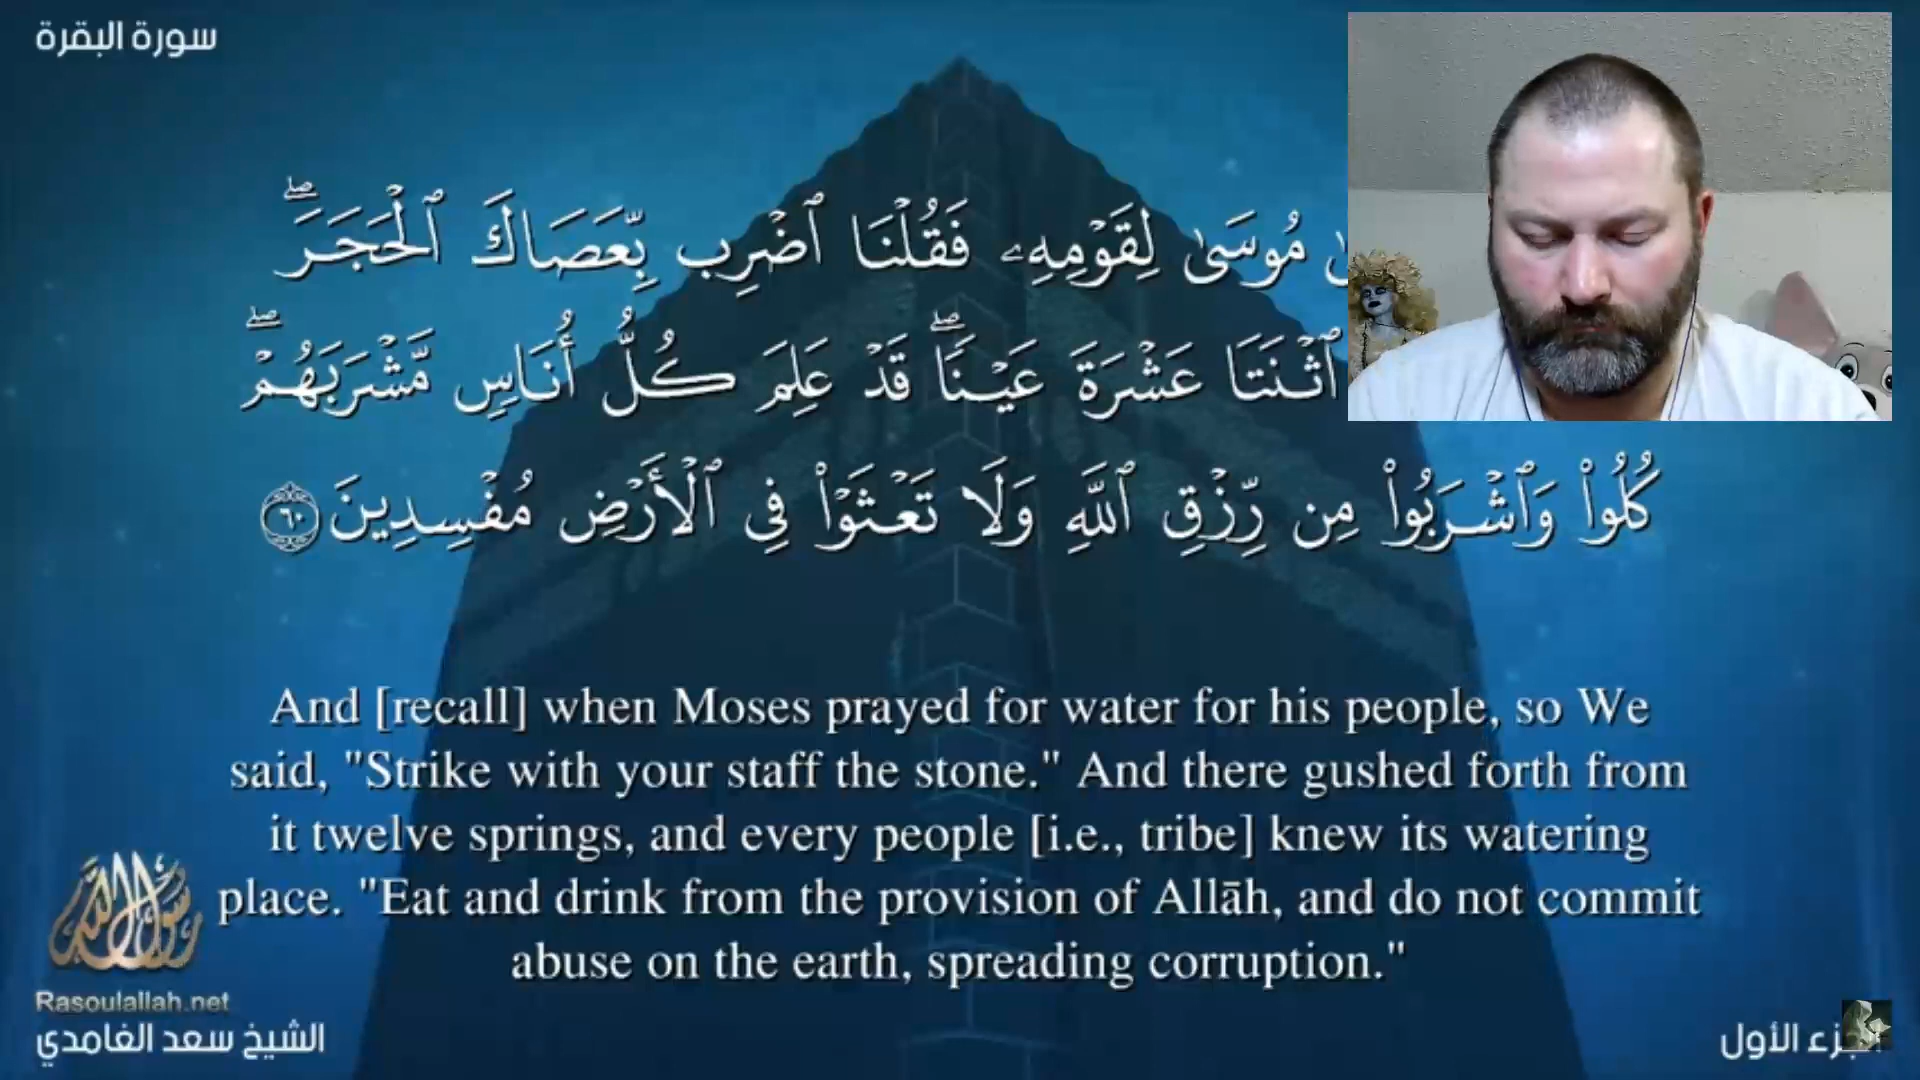 سورة البقرة
مُوسَىٰ لِقَوْمِهِۦ فَقُلْنَا ٱضْرِب بِّعَصَاكَ ٱلْحَجَرَ ۖ
ٱثْنَتَا عَشْرَةَ عَيْنًا ۖ قَدْ عَلِمَ كُلُّ أُنَاسٍ مَّشْرَبَهُمْ ۖ
كُلُوا۟ وَٱشْرَبُوا۟ مِن رِّزْقِ ٱللَّهِ وَلَا تَعْثَوْا۟ فِى ٱلْأَرْضِ مُفْسِدِينَ ٦٠
And [recall] when Moses prayed for water for his people, so We
said, "Strike with your staff the stone." And there gushed forth from
it twelve springs, and every people [i.e., tribe] knew its watering
place. "Eat and drink from the provision of Allāh, and do not commit
abuse on the earth, spreading corruption."
رسول الله
Rasoulallah.net
الشيخ سعد الغامدي
الأول